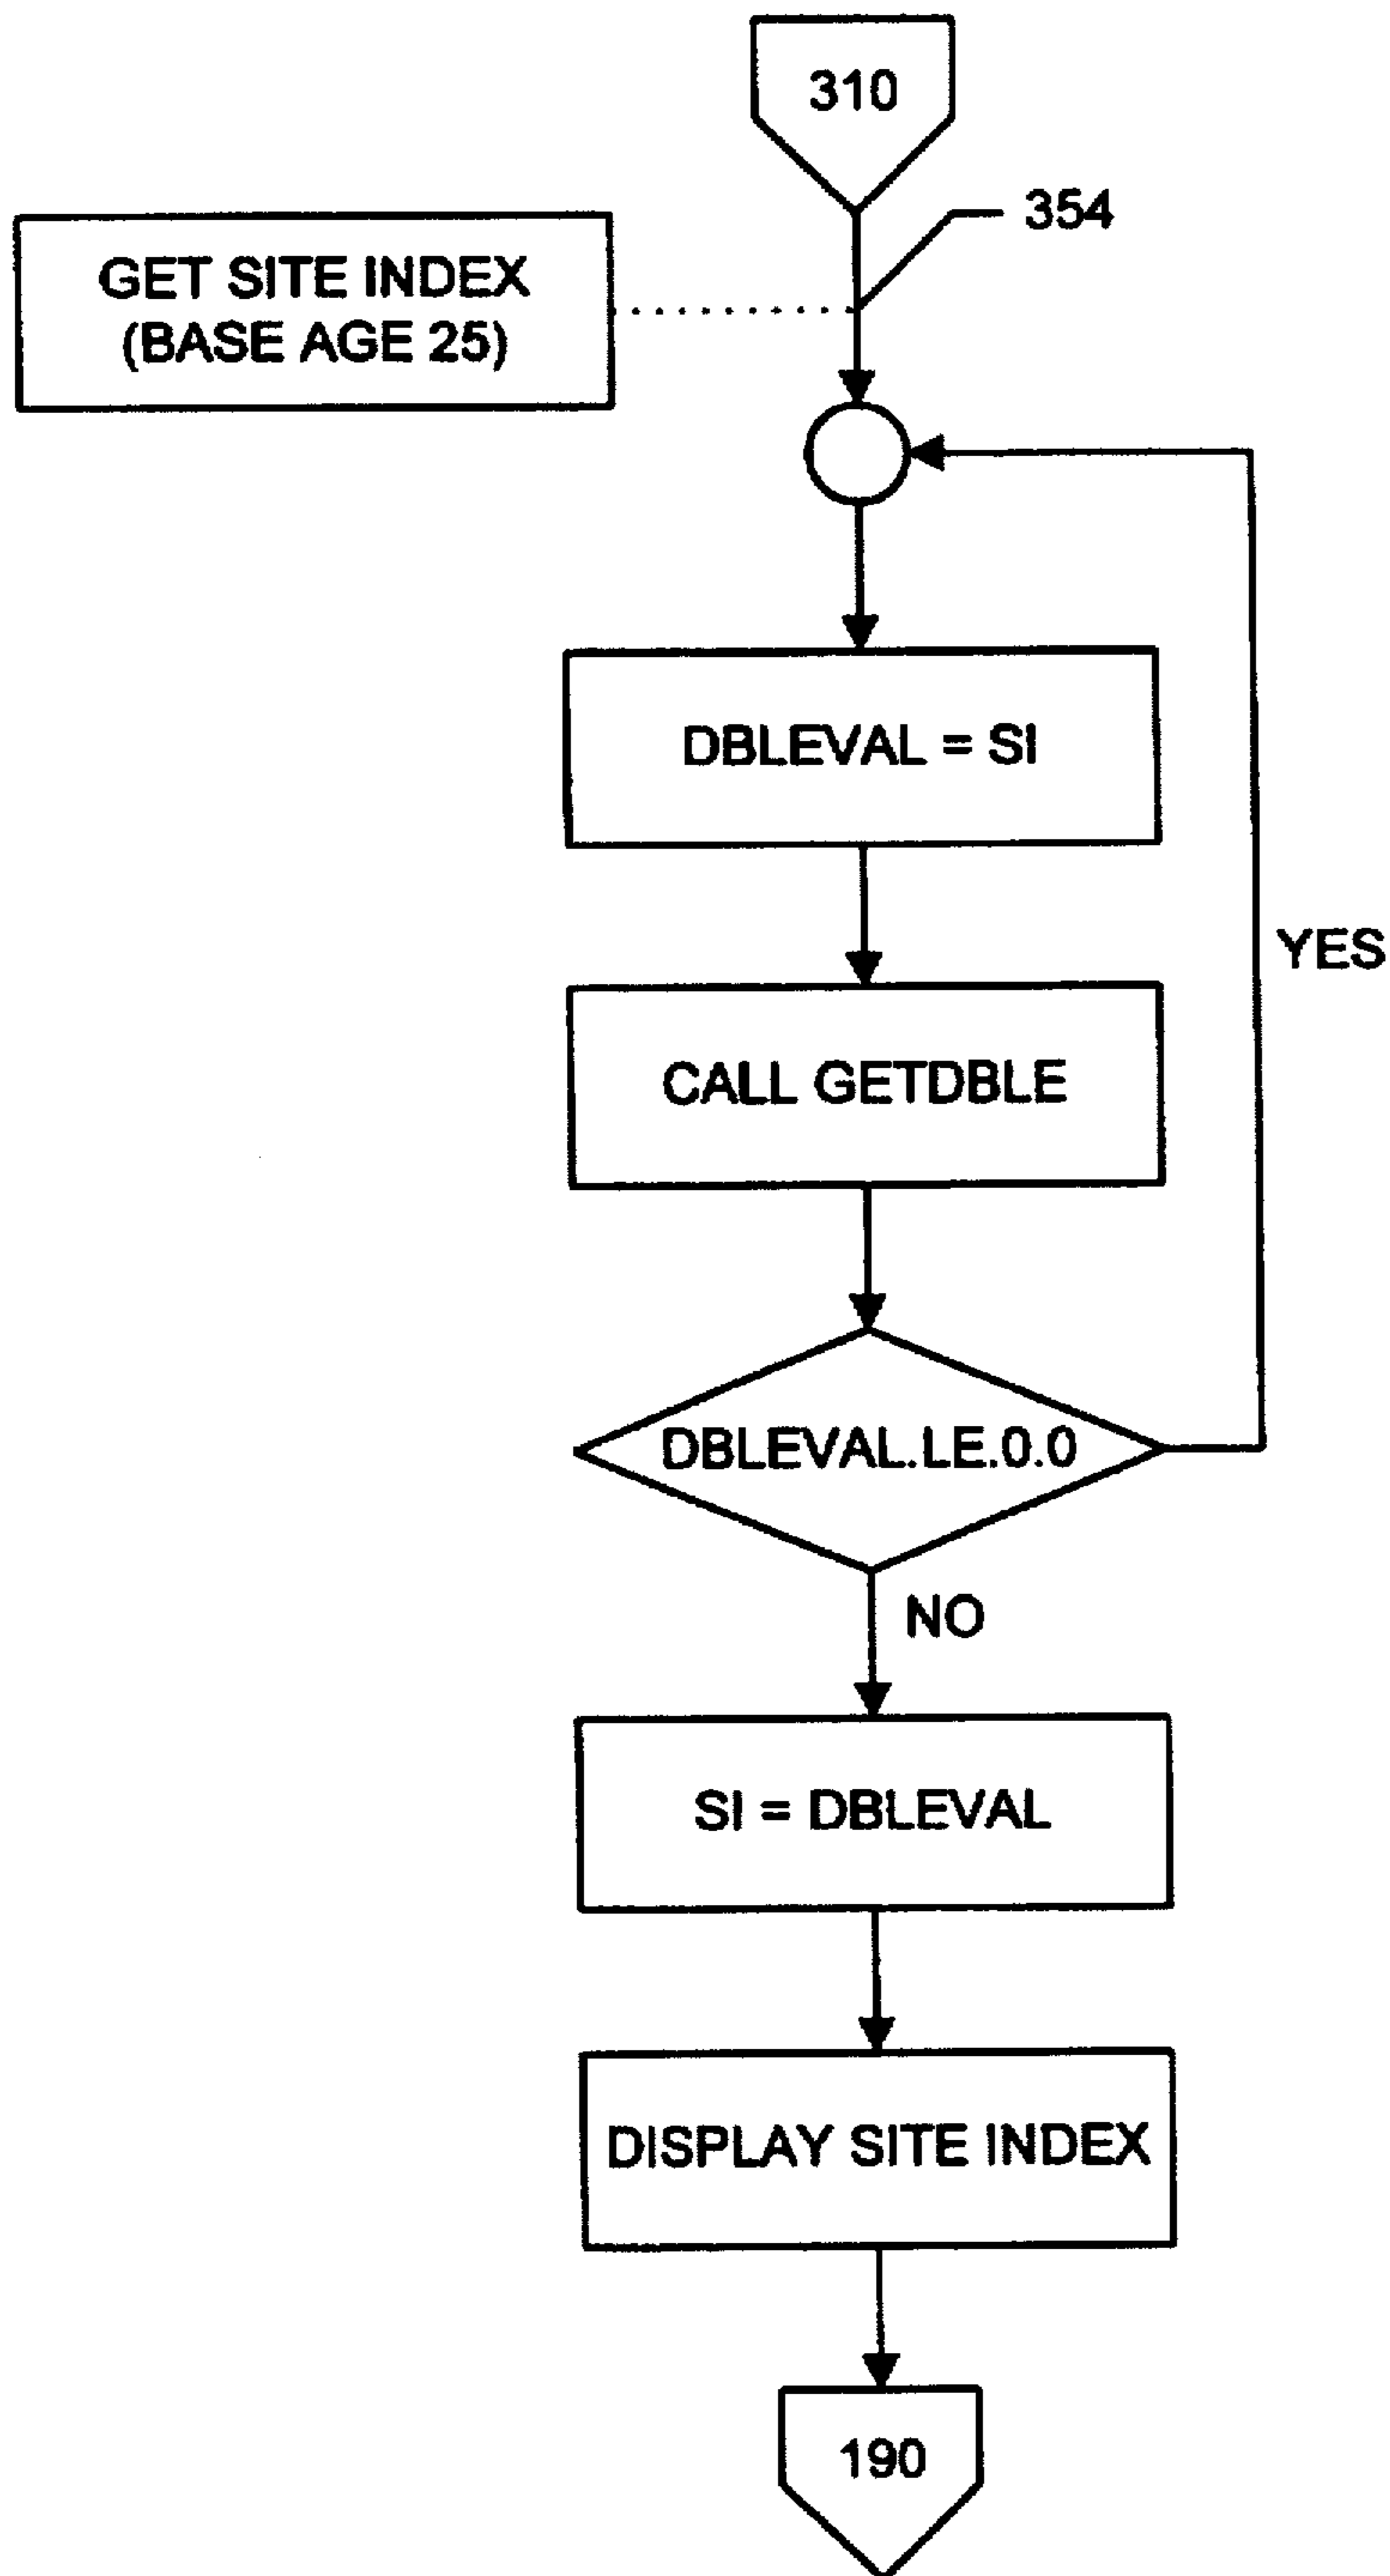 310
354
GET SITE INDEX
(BASE AGE 25)
DBLEVAL = SI
YES
CALL GETDBLE
DBLEVAL.LE.0.0
NO
SI = DBLEVAL
DISPLAY SITE INDEX
190